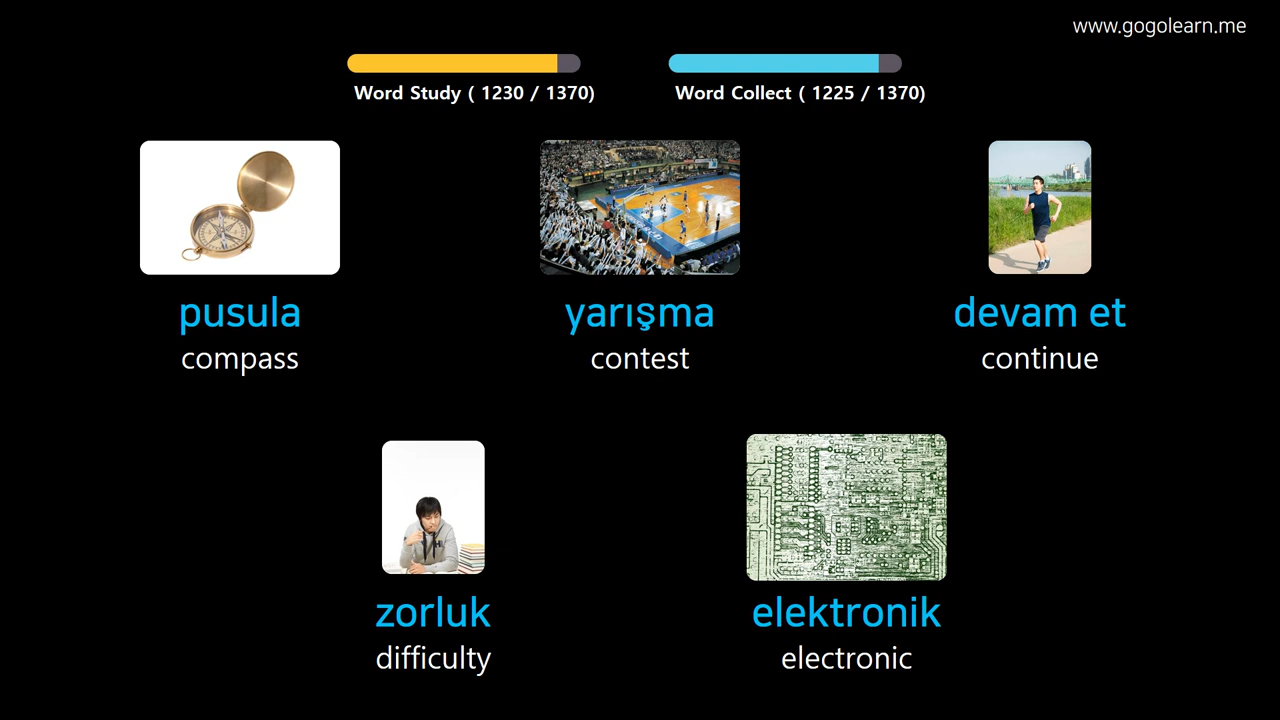 www.gogolearn.me
Word Study ( 1230 / 1370)
Word Collect ( 1225 / 1370)
pusula
compass
yarışma
contest
devam et
continue
zorluk
difficulty
elektronik
electronic